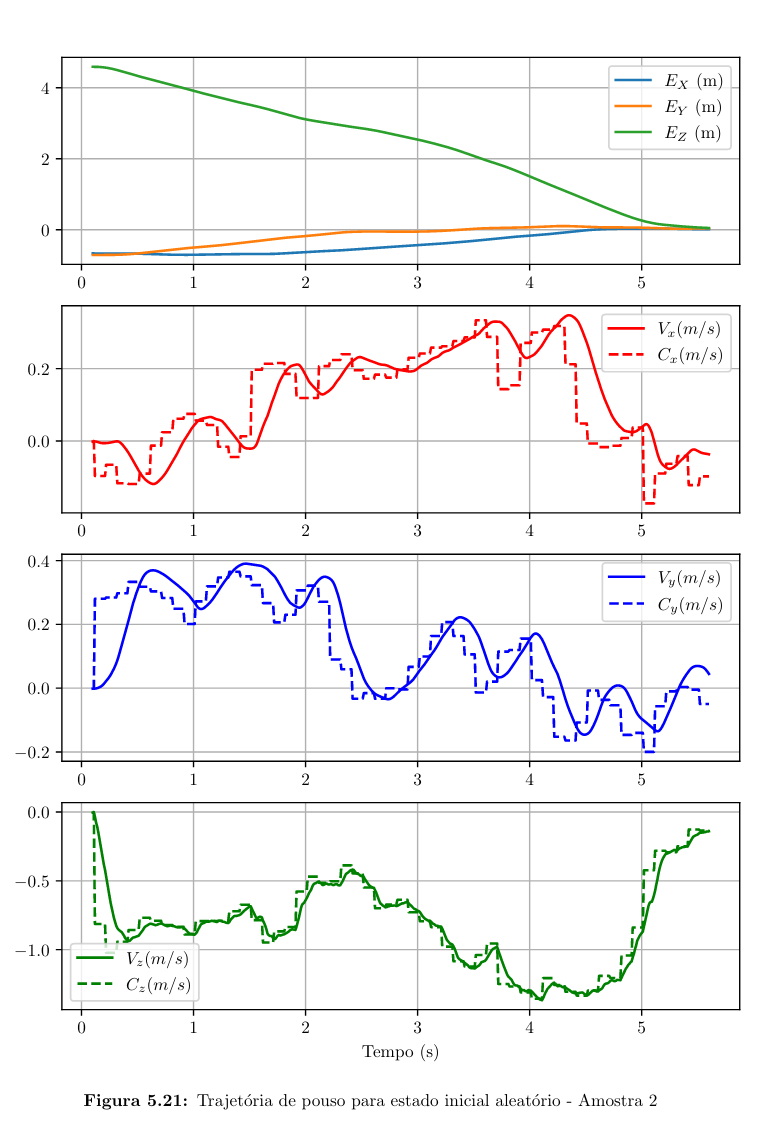 4
2
0
E_X (m)
E_Y (m)
E_Z (m)
0 1 2 3 4 5
0.2
0.0
V_x(m/s)
C_x(m/s)
0 1 2 3 4 5
0.4
0.2
0.0
−0.2
V_y(m/s)
C_y(m/s)
0 1 2 3 4 5
0.0
−0.5
−1.0
V_z(m/s)
C_z(m/s)
0 1 2 3 4 5
Tempo (s)
Figura 5.21: Trajetória de pouso para estado inicial aleatório - Amostra 2